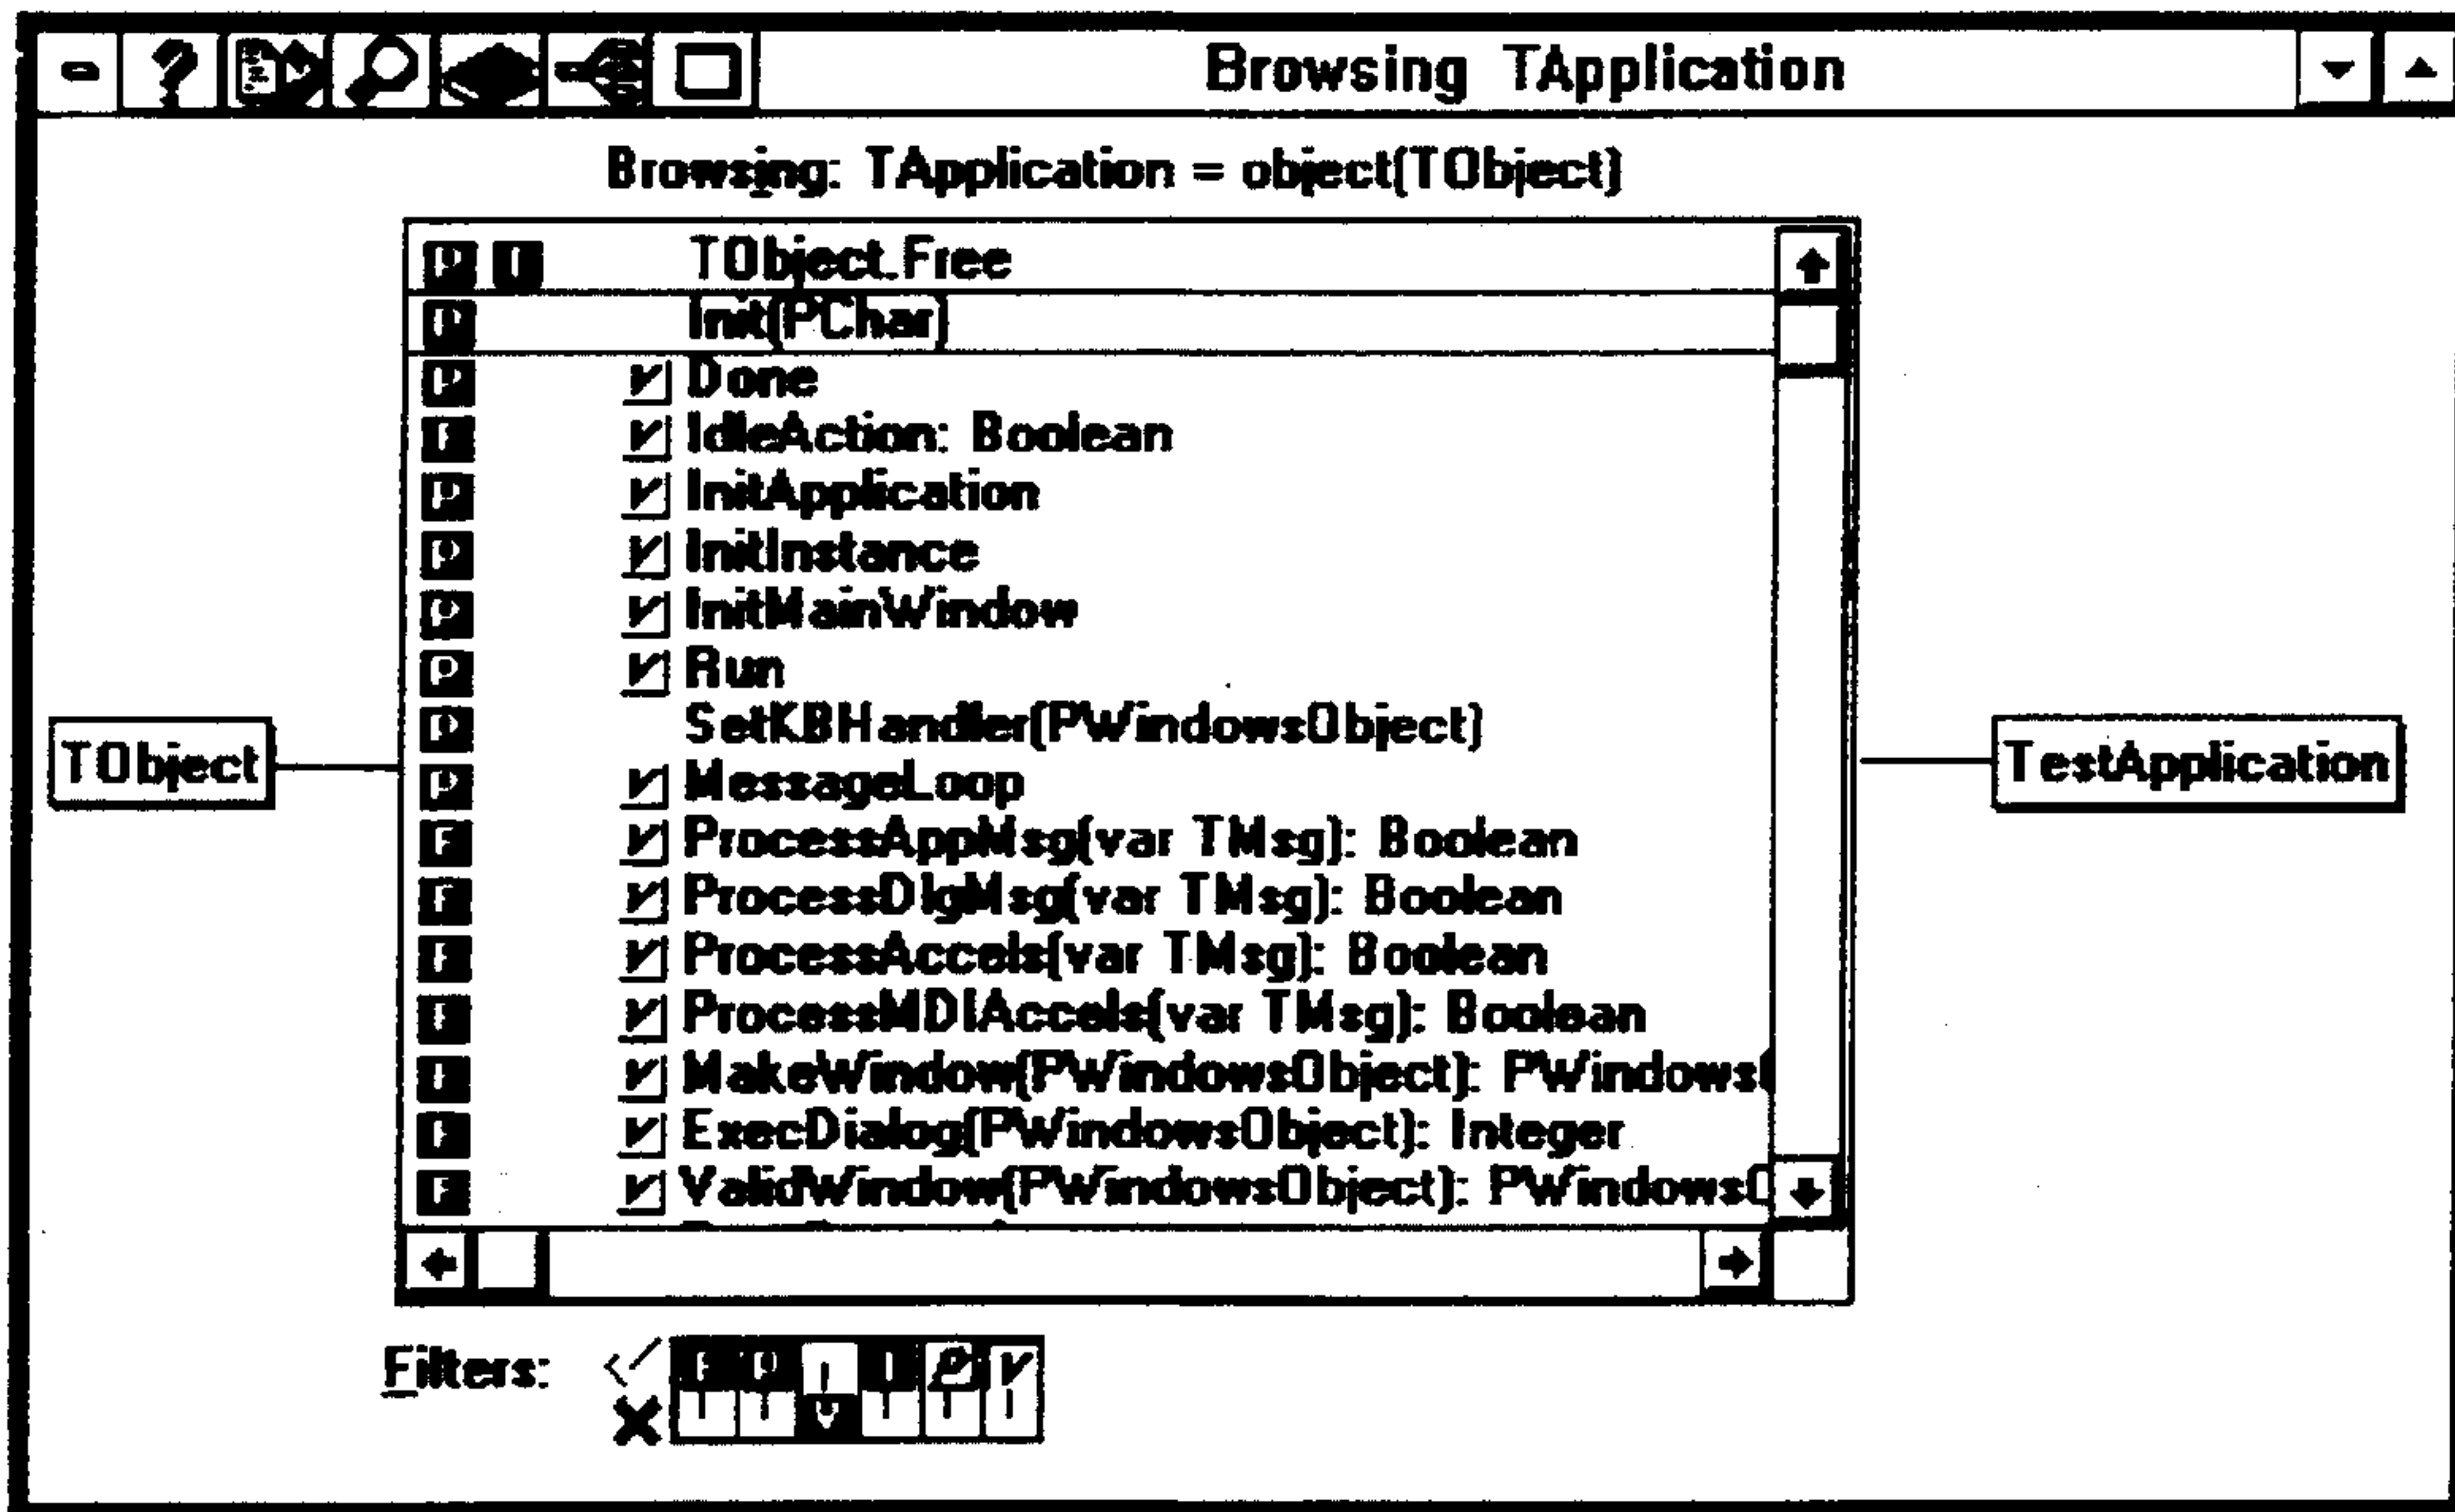 Browsing TApplication
Browsing: TApplication = object(TObject)
P TObject.Free
P Init(PChar)
P Done
F IdleAction: Boolean
P InitApplication
P InitInstance
P InitMainWindow
P Run
P SetKBHandler(PWindowsObject)
P MessageLoop
F ProcessAppMsg(var TMsg): Boolean
F ProcessDlgMsg(var TMsg): Boolean
F ProcessAccels(var TMsg): Boolean
F ProcessMDIAccels(var TMsg): Boolean
F MakeWindow(PWindowsObject): PWindows
F ExecDialog(PWindowsObject): Integer
F ValidWindow(PWindowsObject): PWindowsO
TObject
TestApplication
Filters: F P